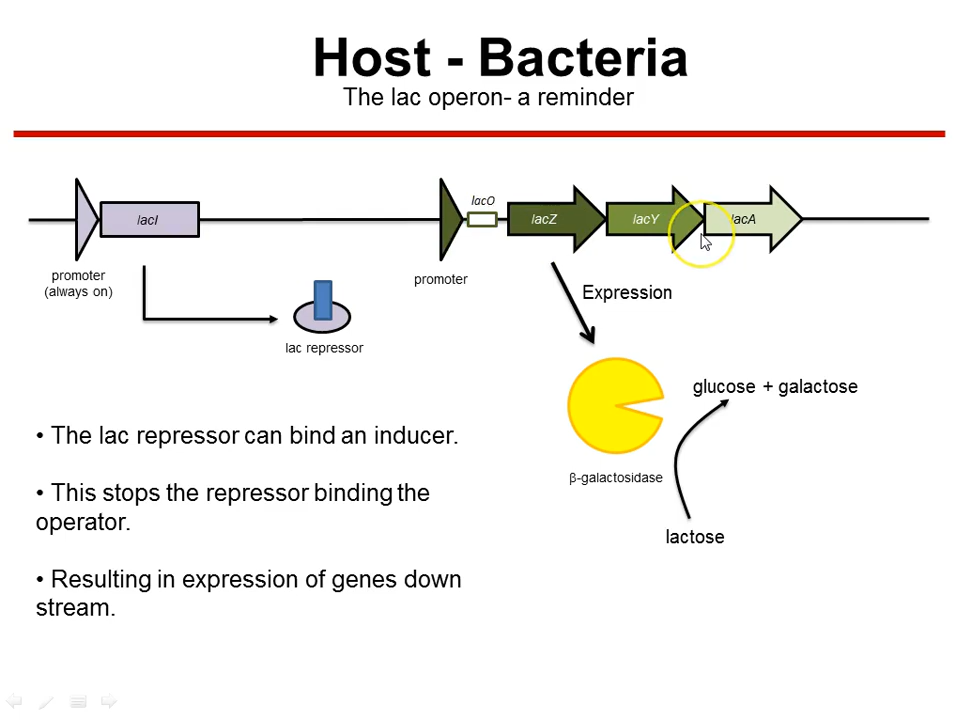 Host - Bacteria
The lac operon- a reminder
lacI
lacO
lacZ
lacY
lacA
promoter
(always on)
promoter
Expression
lac repressor
glucose + galactose
β-galactosidase
lactose
• The lac repressor can bind an inducer.
• This stops the repressor binding the
operator.
• Resulting in expression of genes down
stream.